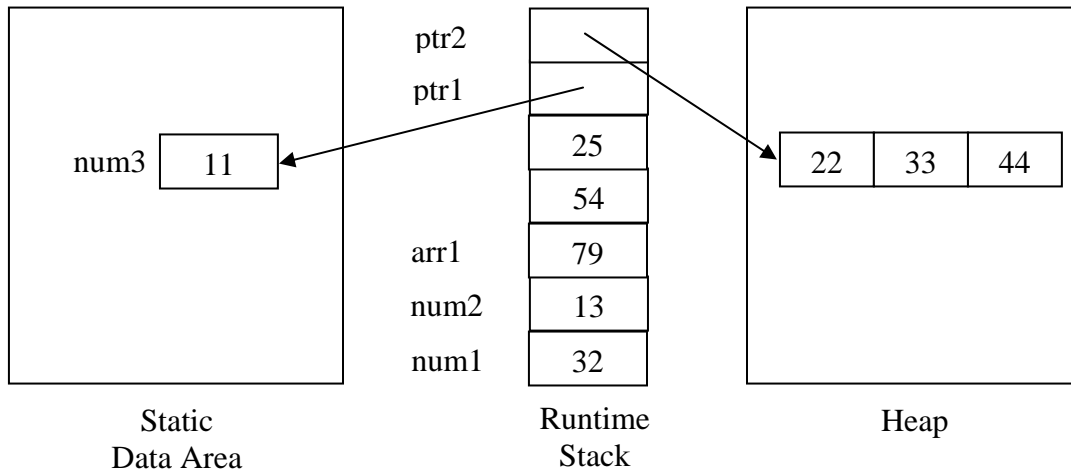 ptr2
ptr1
num3 11
25
22 33 44
54
arr1 79
num2 13
num1 32
Static
Data Area
Runtime
Stack
Heap